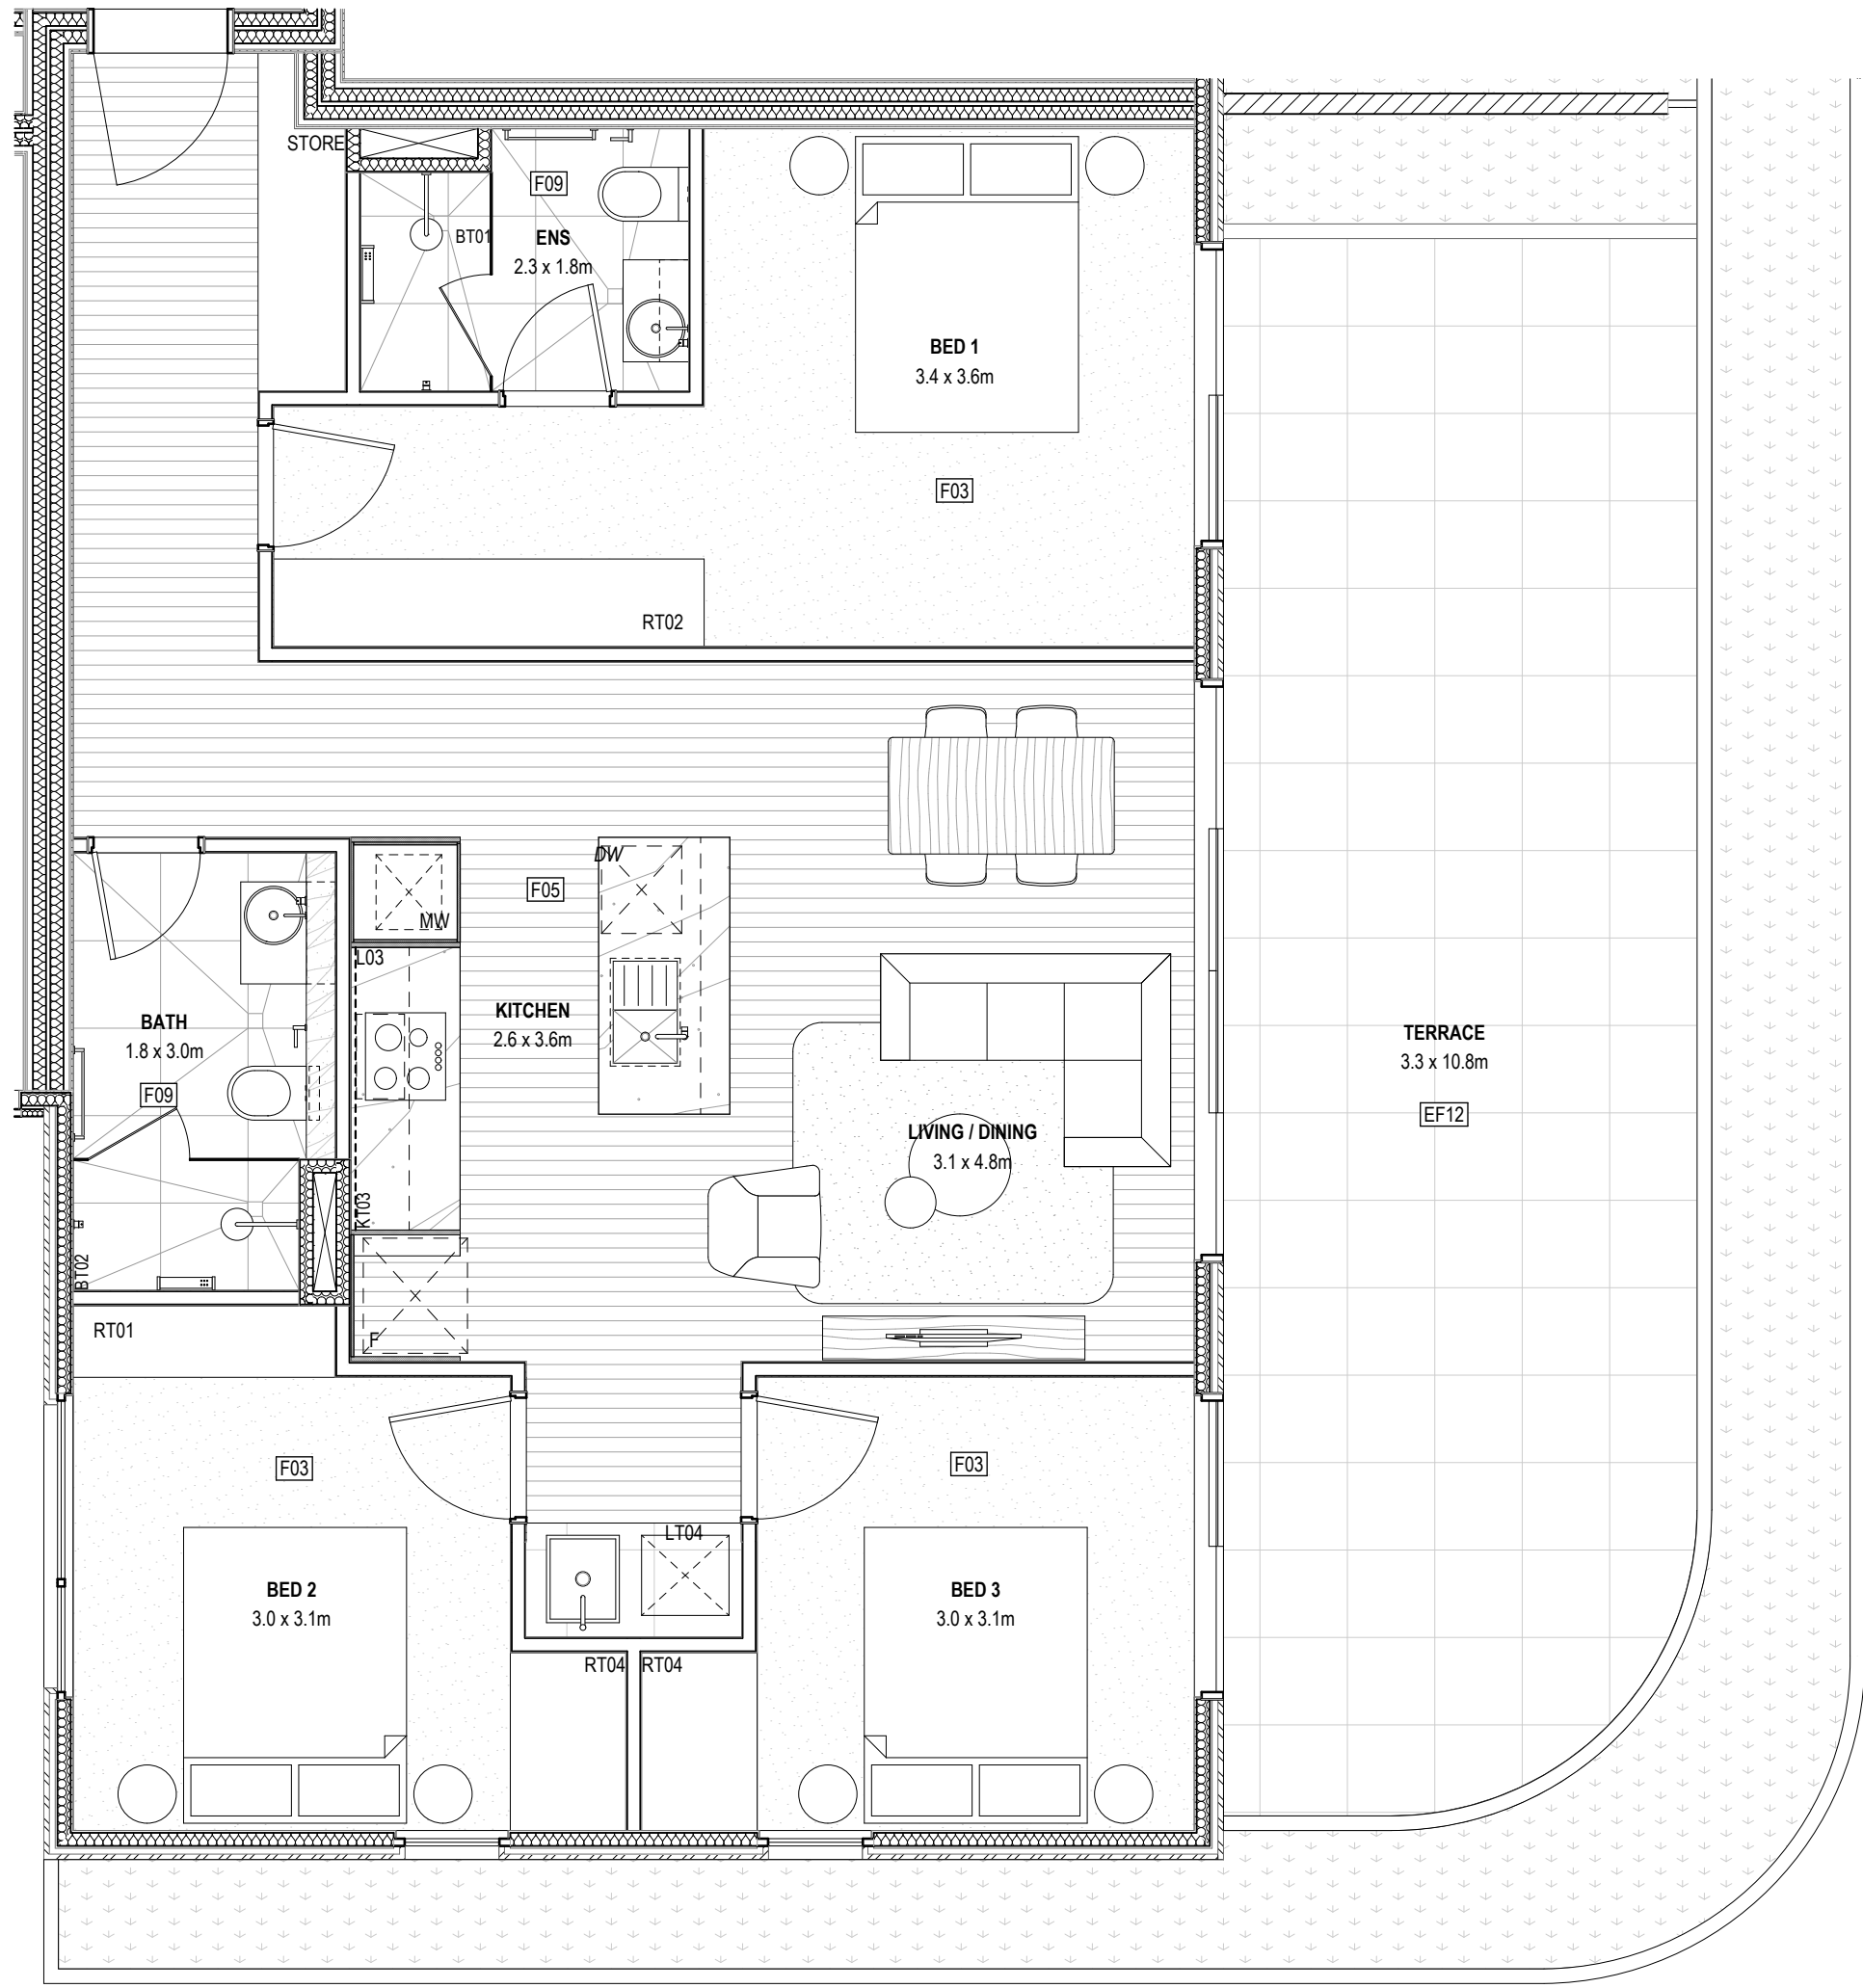 STORE
F09
BT01
ENS
2.3 x 1.8m
BED 1
3.4 x 3.6m
F03
RT02
DW
F05
MW
L03
KITCHEN
2.6 x 3.6m
BATH
1.8 x 3.0m
F09
TERRACE
3.3 x 10.8m
EF12
LIVING / DINING
3.1 x 4.8m
KT03
BT02
RT01
F
F03
F03
LT04
BED 2
3.0 x 3.1m
BED 3
3.0 x 3.1m
RT04
RT04